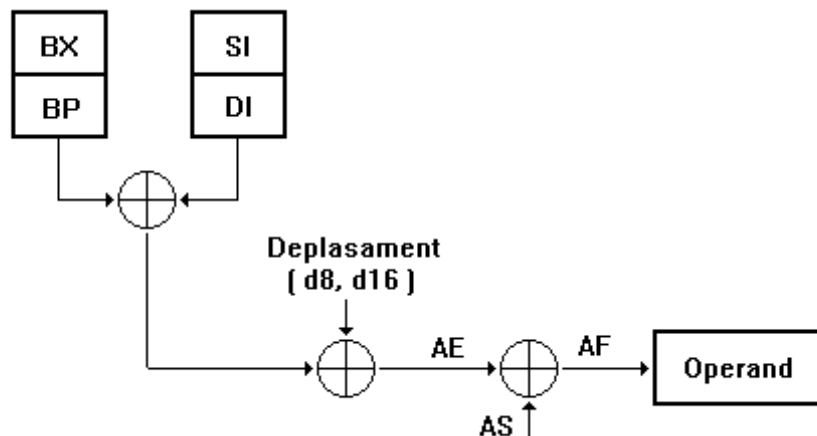 BX
SI
BP
DI
Deplasament
( d8, d16 )
AE
AF
Operand
AS